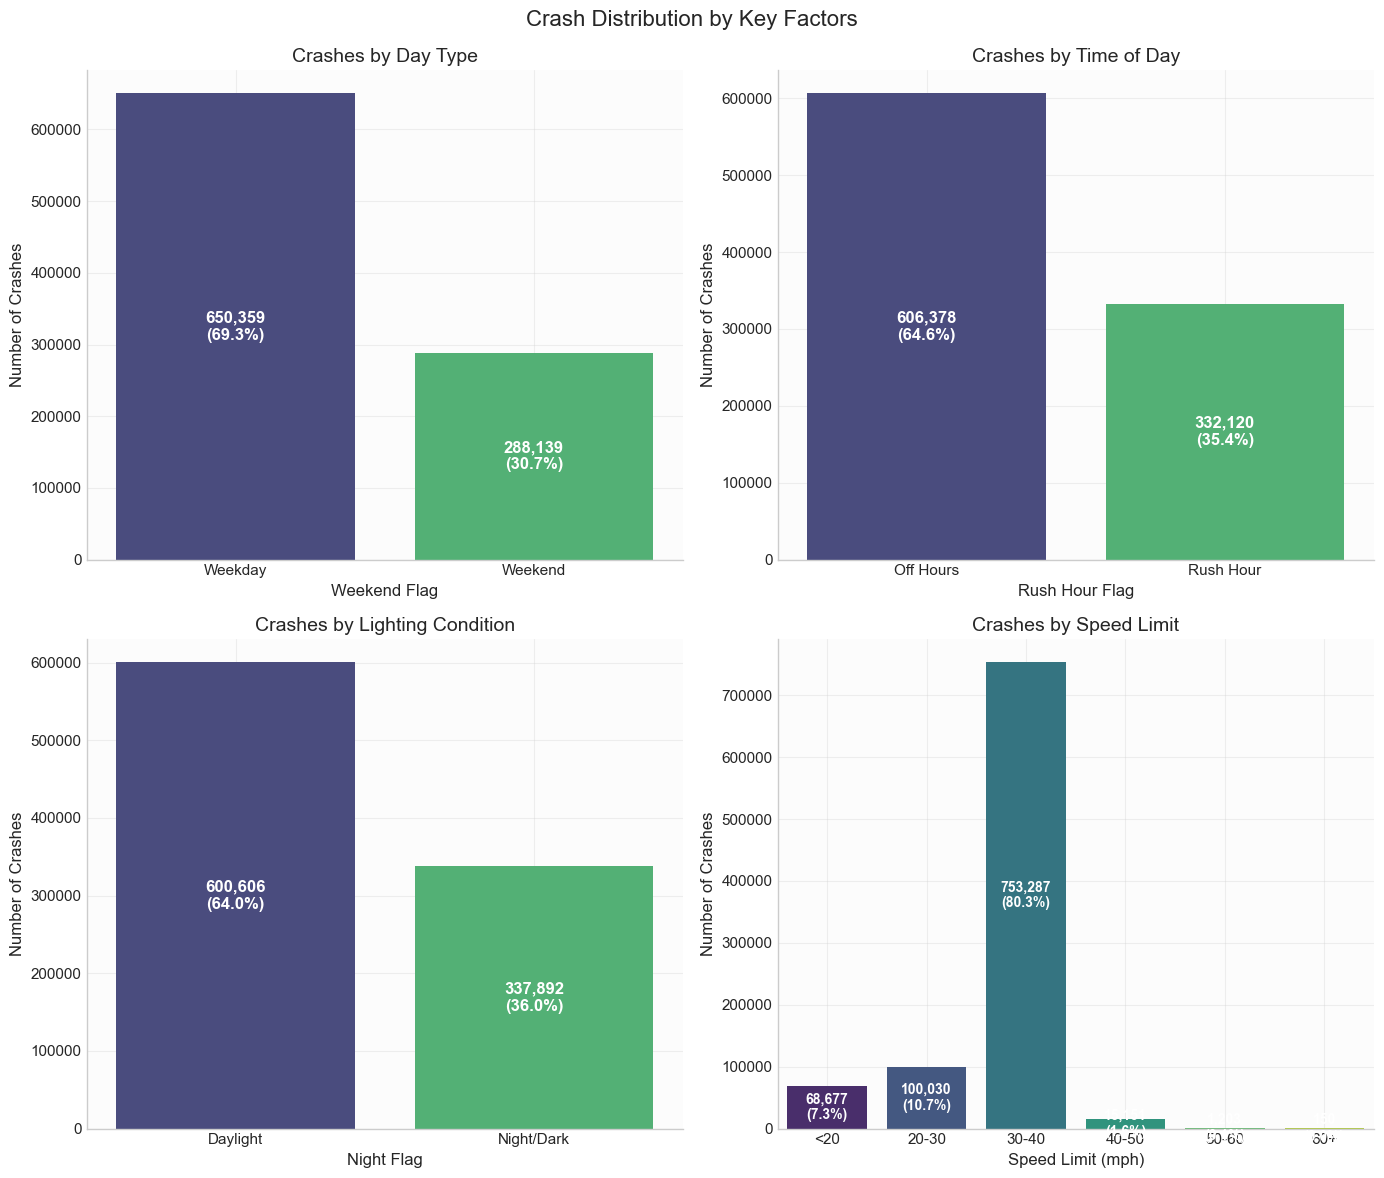 Crash Distribution by Key Factors
Crashes by Day Type
Number of Crashes
600000
500000
400000
300000
200000
100000
0
650,359
(69.3%)
288,139
(30.7%)
Weekday
Weekend
Weekend Flag
Crashes by Time of Day
Number of Crashes
600000
500000
400000
300000
200000
100000
0
606,378
(64.6%)
332,120
(35.4%)
Off Hours
Rush Hour
Rush Hour Flag
Crashes by Lighting Condition
Number of Crashes
600000
500000
400000
300000
200000
100000
0
600,606
(64.0%)
337,892
(36.0%)
Daylight
Night/Dark
Night Flag
Crashes by Speed Limit
Number of Crashes
700000
600000
500000
400000
300000
200000
100000
0
68,677
(7.3%)
100,030
(10.7%)
753,287
(80.3%)
(1.6%)
<20
20-30
30-40
40-50
50-60
60+
Speed Limit (mph)